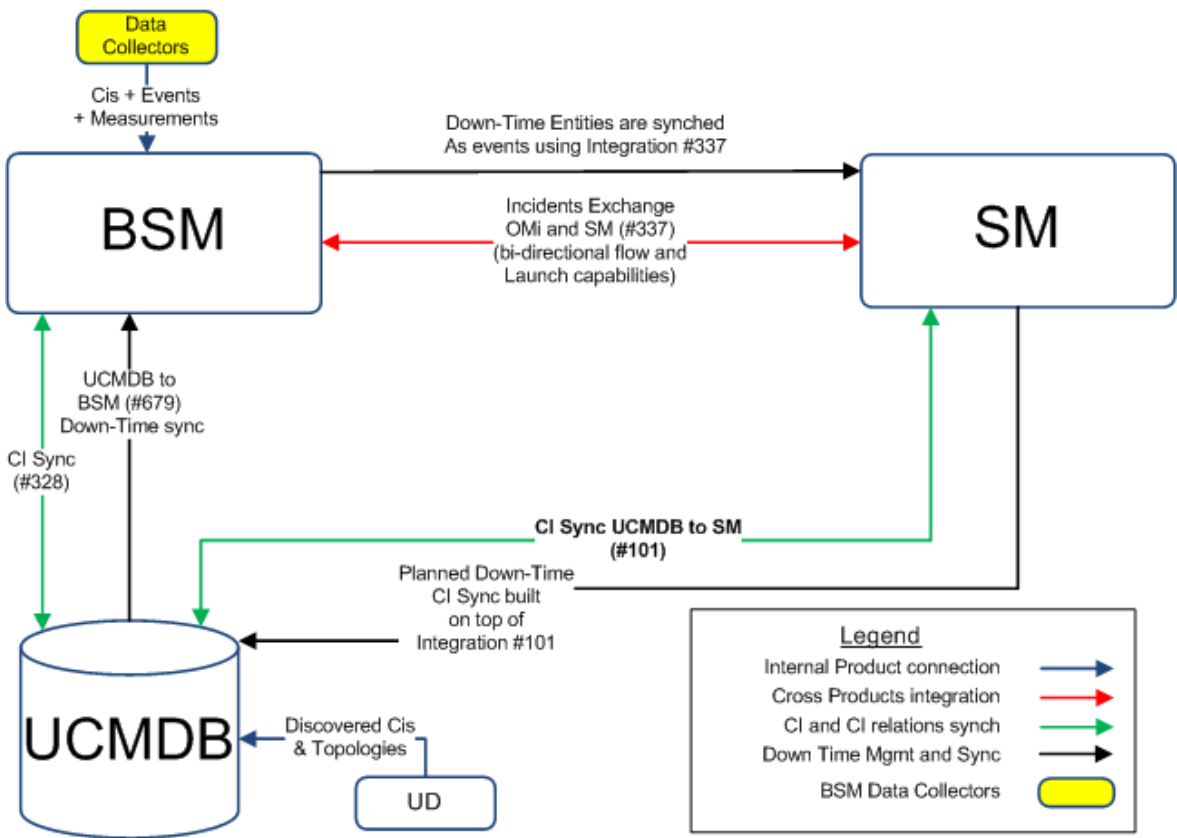 Data
Collectors
Cis + Events
+ Measurements
Down-Time Entities are synched
As events using Integration #337
BSM
SM
Incidents Exchange
OMi and SM (#337)
(bi-directional flow and
Launch capabilities)
UCMDB to
BSM (#679)
Down-Time sync
CI Sync
(#328)
CI Sync UCMDB to SM
(#101)
Planned Down-Time
CI Sync built
on top of
Integration #101
UCMDB
Discovered Cis
& Topologies
UD
Legend
Internal Product connection
Cross Products integration
CI and CI relations synch
Down Time Mgmt and Sync
BSM Data Collectors